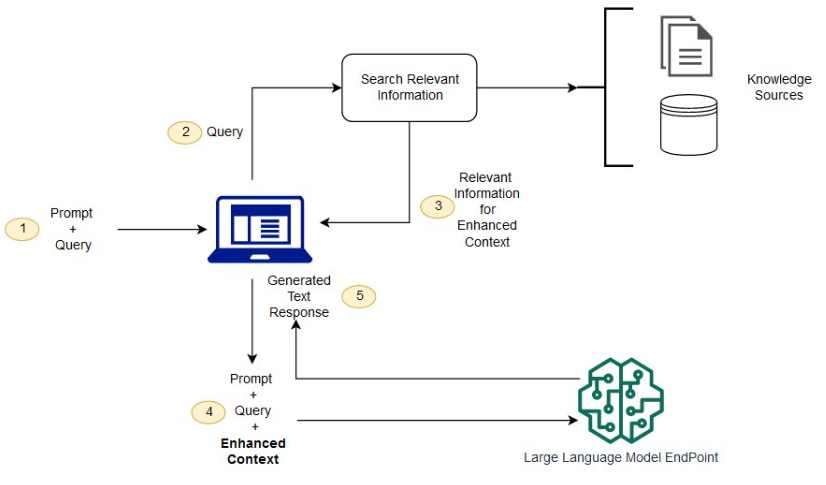 Search Relevant
Information
Knowledge
Sources
2 Query
Relevant
Information
for
Enhanced
Context
3
1
Prompt
+
Query
Generated
Text
Response
5
Prompt
+
4 Query
+
Enhanced
Context
Large Language Model EndPoint